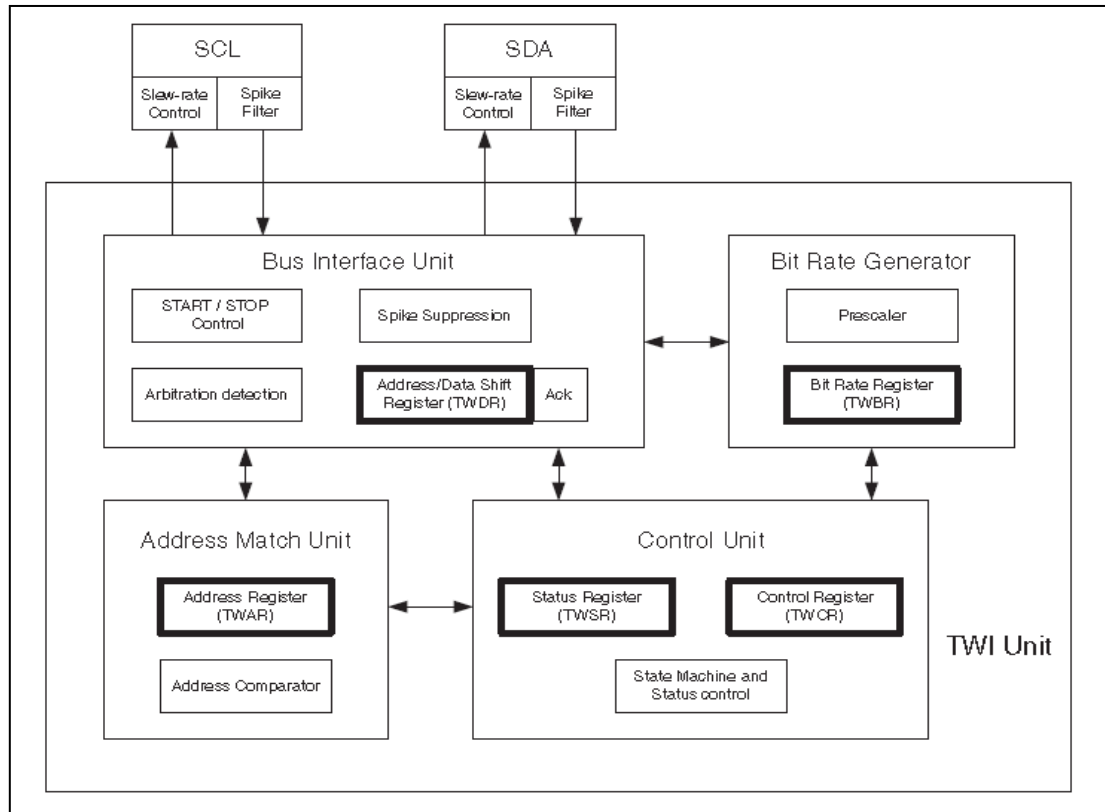 SCL
Slew-rate
Control
Spike
Filter
SDA
Slew-rate
Control
Spike
Filter
Bus Interface Unit
START / STOP
Control
Spike Suppression
Arbitration detection
Address/Data Shift
Register (TWDR)
Ack
Bit Rate Generator
Prescaler
Bit Rate Register
(TWBR)
Address Match Unit
Address Register
(TWAR)
Address Comparator
Control Unit
Status Register
(TWSR)
Control Register
(TWCR)
State Machine and
Status control
TWI Unit